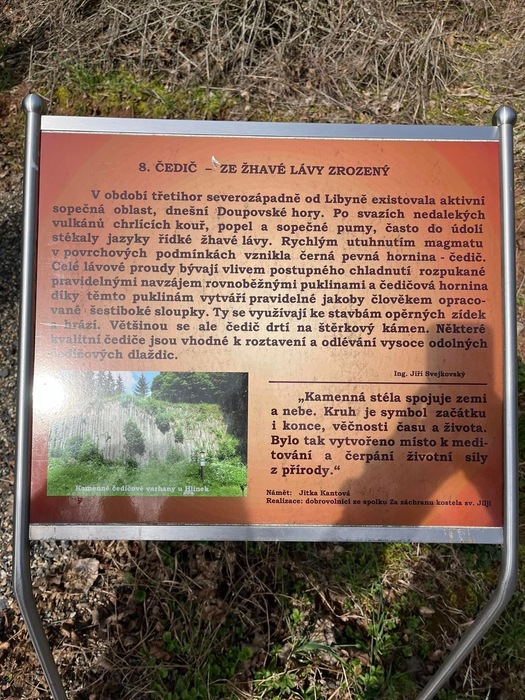 8. ČEDIČ – ZE ŽHAVÉ LÁVY ZROZENÝ
V období třetihor severozápadně od Libyně existovala aktivní
sopečná oblast, dnešní Doupovské hory. Po svazích nedalekých
vulkánů chrlících kouř, popel a sopečné pumy, často do údolí
stékaly jazyky řídké žhavé lávy. Rychlým utuhnutím magmatu
v povrchových podmínkách vznikla černá pevná hornina - čedič.
Celé lávové proudy bývají vlivem postupného chladnutí rozpukané
pravidelnými navzájem rovnoběžnými puklinami a čedičová hornina
díky těmto puklinám vytváří pravidelné jakoby člověkem opraco-
vané šestiboké sloupky. Ty se využívají ke stavbám opěrných zídek
a hrází. Většinou se ale čedič drtí na štěrkový kámen. Některé
kvalitní čediče jsou vhodné k roztavení a odlévání vysoce odolných
čedičových dlaždic.
Ing. Jiří Svejkovský
„Kamenná stéla spojuje zemi
a nebe. Kruh je symbol začátku
i konce, věčnosti času a života.
Bylo tak vytvořeno místo k medi-
tování a čerpání životní síly
z přírody.“
Kamenné čedičové varhany u Hlinek
Námět: Jitka Kantová
Realizace: dobrovolníci ze spolku Za záchranu kostela sv. Jiljí